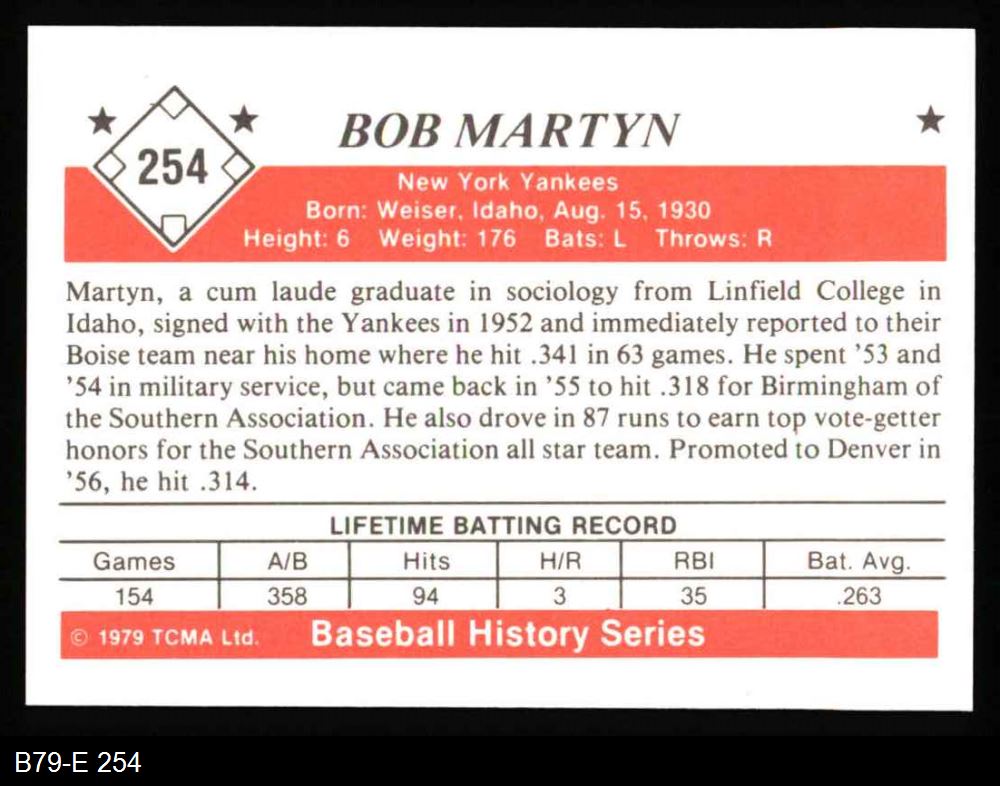 254
BOB MARTYN
New York Yankees
Born: Weiser, Idaho, Aug. 15, 1930
Height: 6 Weight: 176 Bats: L Throws: R
Martyn, a cum laude graduate in sociology from Linfield College in
Idaho, signed with the Yankees in 1952 and immediately reported to their
Boise team near his home where he hit .341 in 63 games. He spent '53 and
'54 in military service, but came back in '55 to hit .318 for Birmingham of
the Southern Association. He also drove in 87 runs to earn top vote-getter
honors for the Southern Association all star team. Promoted to Denver in
'56, he hit .314.
LIFETIME BATTING RECORD
Games A/B Hits H/R RBI Bat. Avg.
154 358 94 3 35 .263
© 1979 TCMA Ltd. Baseball History Series
B79-E 254